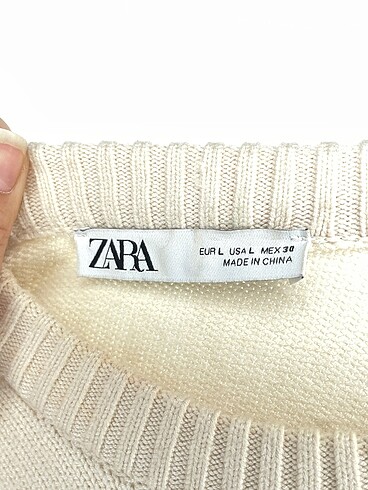 ZARA
EUR L USA L MEX 30
MADE IN CHINA